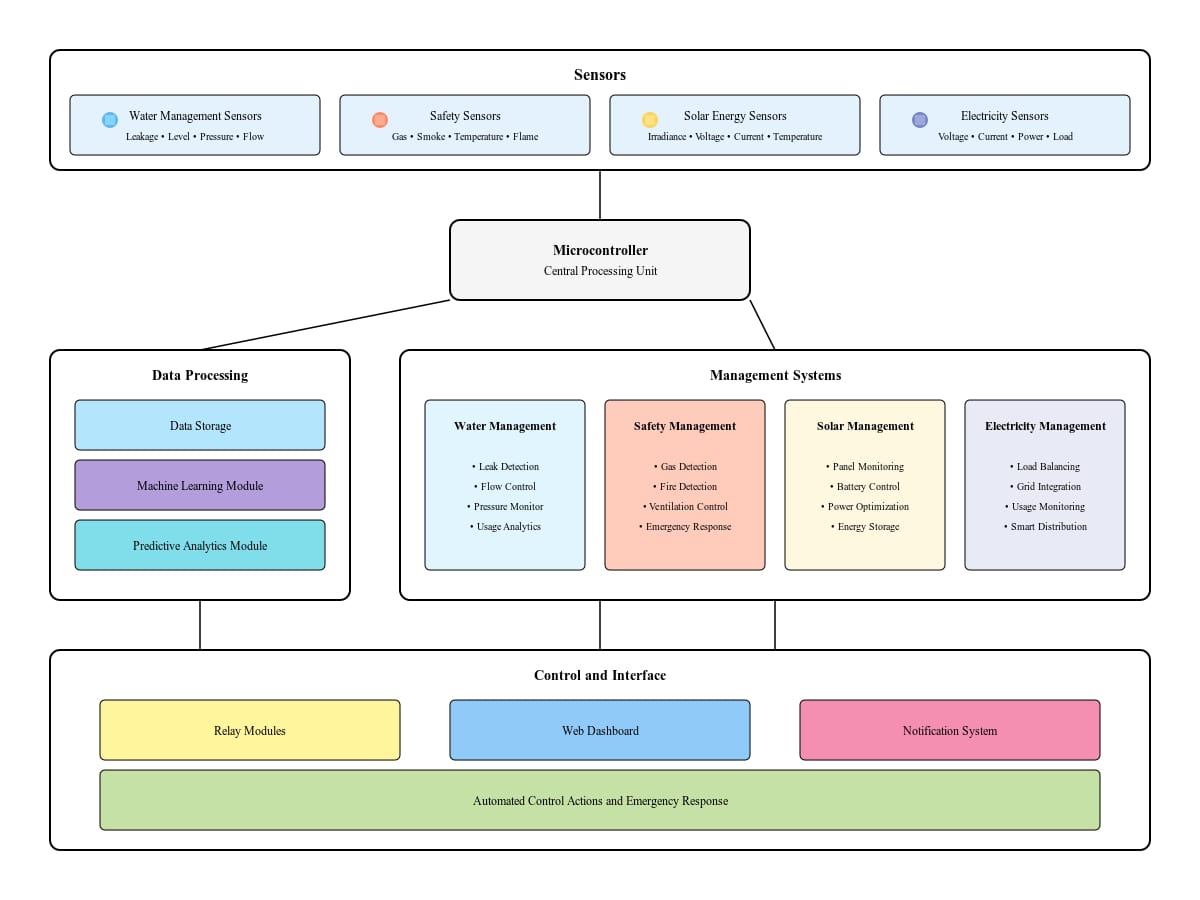 Sensors
Water Management Sensors
Leakage • Level • Pressure • Flow
Safety Sensors
Gas • Smoke • Temperature • Flame
Solar Energy Sensors
Irradiance • Voltage • Current • Temperature
Electricity Sensors
Voltage • Current • Power • Load
Microcontroller
Central Processing Unit
Data Processing
Data Storage
Machine Learning Module
Predictive Analytics Module
Management Systems
Water Management
• Leak Detection
• Flow Control
• Pressure Monitor
• Usage Analytics
Safety Management
• Gas Detection
• Fire Detection
• Ventilation Control
• Emergency Response
Solar Management
• Panel Monitoring
• Battery Control
• Power Optimization
• Energy Storage
Electricity Management
• Load Balancing
• Grid Integration
• Usage Monitoring
• Smart Distribution
Control and Interface
Relay Modules
Web Dashboard
Notification System
Automated Control Actions and Emergency Response